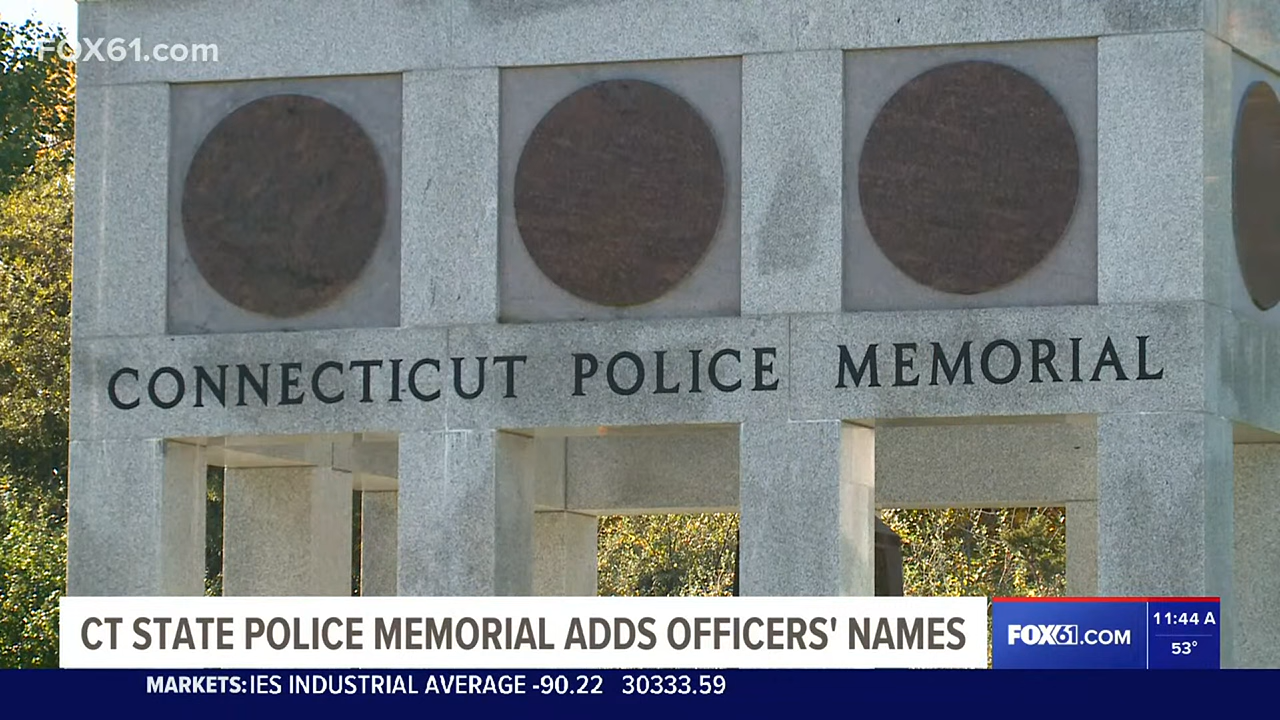 FOX61.com
CONNECTICUT POLICE MEMORIAL
CT STATE POLICE MEMORIAL ADDS OFFICERS' NAMES
FOX61.COM
11:44 A
53°
MARKETS: IES INDUSTRIAL AVERAGE -90.22 30333.59